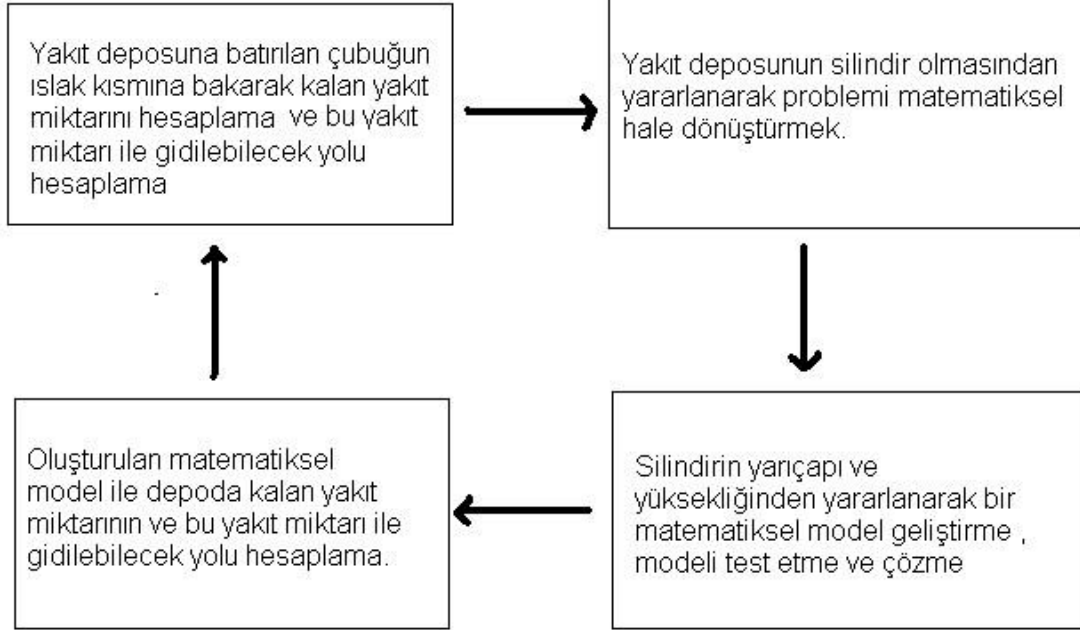 Yakıt deposuna batırılan çubuğun
ıslak kısmına bakarak kalan yakıt
miktarını hesaplama ve bu yakıt
miktarı ile gidilebilecek yolu
hesaplama
Yakıt deposunun silindir olmasından
yararlanarak problemi matematiksel
hale dönüştürmek.
Silindirin yarıçapı ve
yüksekliğinden yararlanarak bir
matematiksel model geliştirme ,
modeli test etme ve çözme
Oluşturulan matematiksel
model ile depoda kalan yakıt
miktarının ve bu yakıt miktarı ile
gidilebilecek yolu hesaplama.